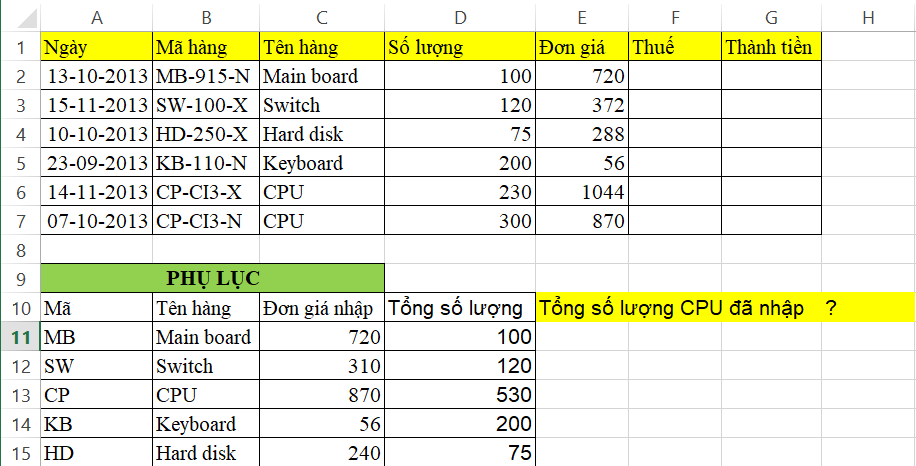 A B C D E F G H
1 Ngày Mã hàng Tên hàng Số lượng Đơn giá Thuế Thành tiền
2 13-10-2013 MB-915-N Main board 100 720
3 15-11-2013 SW-100-X Switch 120 372
4 10-10-2013 HD-250-X Hard disk 75 288
5 23-09-2013 KB-110-N Keyboard 200 56
6 14-11-2013 CP-CI3-X CPU 230 1044
7 07-10-2013 CP-CI3-N CPU 300 870
8
9 PHỤ LỤC
10 Mã Tên hàng Đơn giá nhập Tổng số lượng Tổng số lượng CPU đã nhập ?
11 MB Main board 720 100
12 SW Switch 310 120
13 CP CPU 870 530
14 KB Keyboard 56 200
15 HD Hard disk 240 75